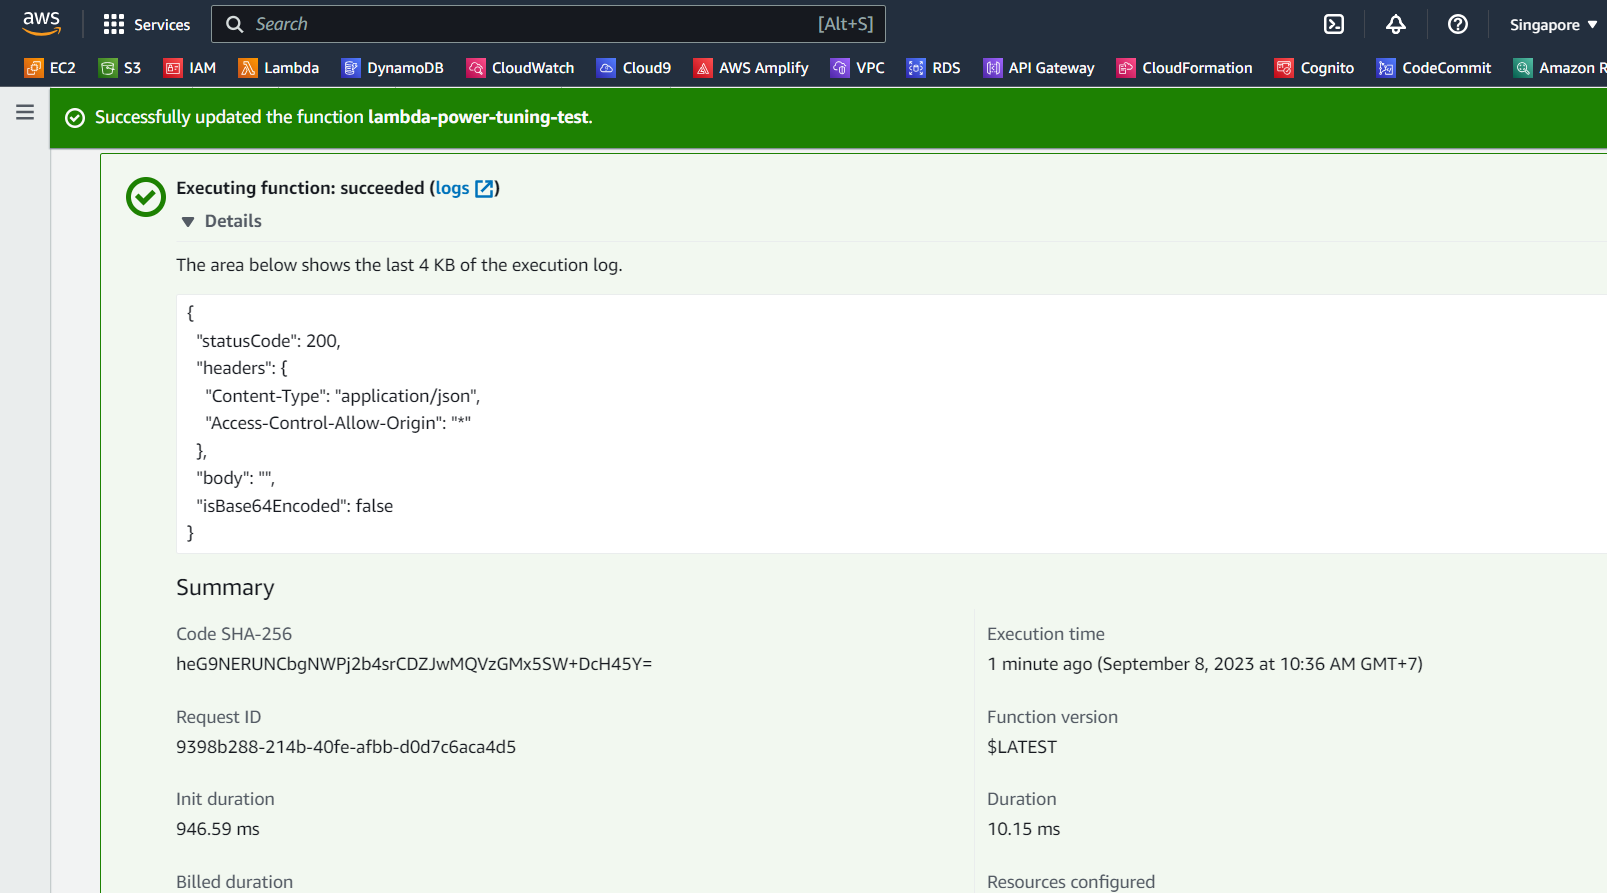 aws Services Search [Alt+S] Singapore
EC2 S3 IAM Lambda DynamoDB CloudWatch Cloud9 AWS Amplify VPC RDS API Gateway CloudFormation Cognito CodeCommit Amazon R
Successfully updated the function lambda-power-tuning-test.
Executing function: succeeded (logs)
Details
The area below shows the last 4 KB of the execution log.
{
"statusCode": 200,
"headers": {
"Content-Type": "application/json",
"Access-Control-Allow-Origin": "*"
},
"body": "",
"isBase64Encoded": false
}
Summary
Code SHA-256
heG9NERUNCbgNWPj2b4srCDZJwMQVzGMx5SW+DcH45Y=
Execution time
1 minute ago (September 8, 2023 at 10:36 AM GMT+7)
Request ID
9398b288-214b-40fe-afbb-d0d7c6aca4d5
Function version
$LATEST
Init duration
946.59 ms
Duration
10.15 ms
Billed duration
Resources configured